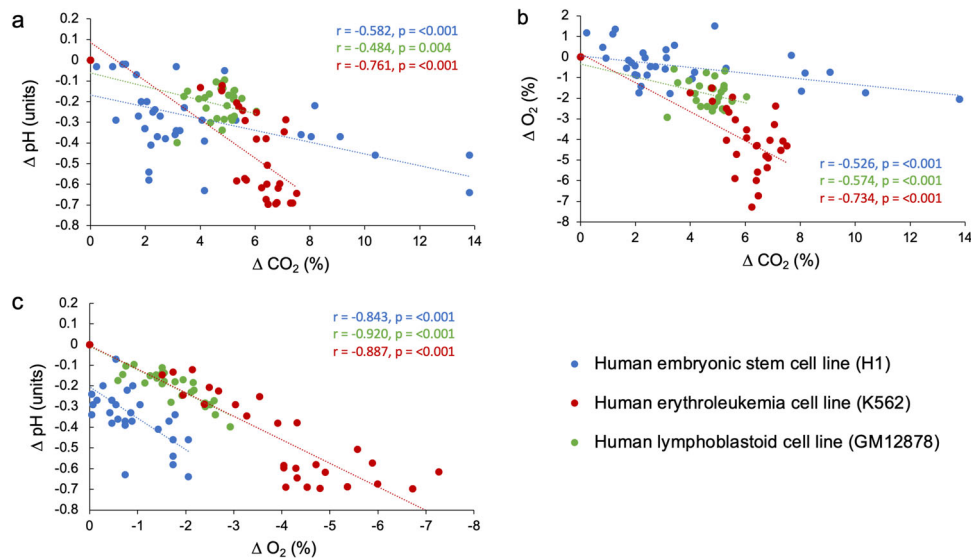 a
r = -0.582, p = <0.001
r = -0.484, p = 0.004
r = -0.761, p = <0.001
Δ pH (units)
0.2
0.1
0
-0.1
-0.2
-0.3
-0.4
-0.5
-0.6
-0.7
-0.8
0
2
4
6
8
10
12
14
Δ CO₂ (%)
b
r = -0.526, p = <0.001
r = -0.574, p = <0.001
r = -0.734, p = <0.001
Δ O₂ (%)
2
1
0
-1
-2
-3
-4
-5
-6
-7
-8
0
2
4
6
8
10
12
14
Δ CO₂ (%)
c
r = -0.843, p = <0.001
r = -0.920, p = <0.001
r = -0.887, p = <0.001
Δ pH (units)
0.2
0.1
0
-0.1
-0.2
-0.3
-0.4
-0.5
-0.6
-0.7
-0.8
0
-1
-2
-3
-4
-5
-6
-7
-8
Δ O₂ (%)
Human embryonic stem cell line (H1)
Human erythroleukemia cell line (K562)
Human lymphoblastoid cell line (GM12878)